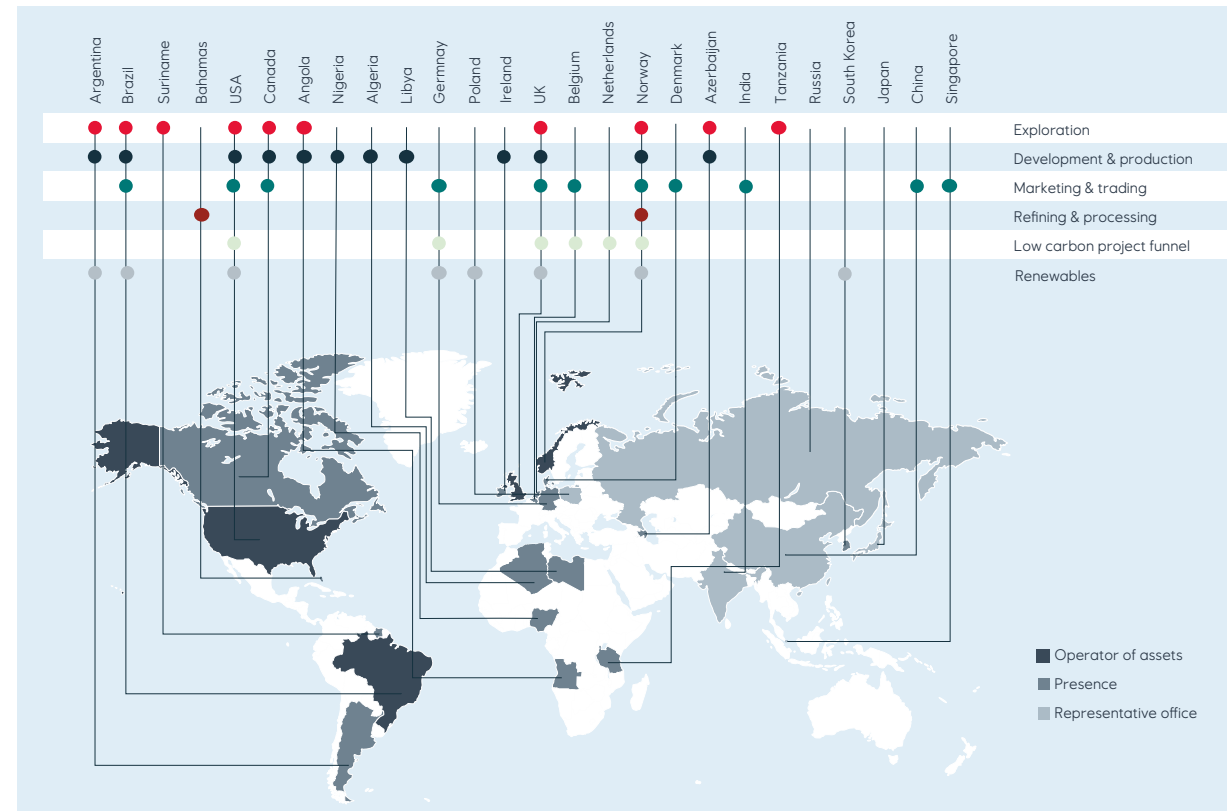 Argentina
Brazil
Suriname
Bahamas
USA
Canada
Angola
Nigeria
Algeria
Libya
Germnay
Poland
Ireland
UK
Belgium
Netherlands
Norway
Denmark
Azerbaijan
India
Tanzania
Russia
South Korea
Japan
China
Singapore
Exploration
Development & production
Marketing & trading
Refining & processing
Low carbon project funnel
Renewables
Operator of assets
Presence
Representative office